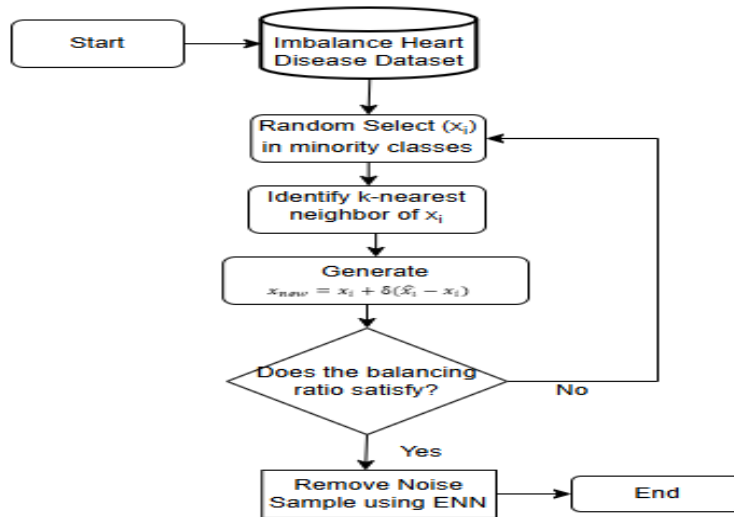 Start
Imbalance Heart
Disease Dataset
Random Select (xᵢ)
in minority classes
Identify k-nearest
neighbor of xᵢ
Generate
x_new = xᵢ + δ(x̂ᵢ − xᵢ)
Does the balancing
ratio satisfy?
No
Yes
Remove Noise
Sample using ENN
End